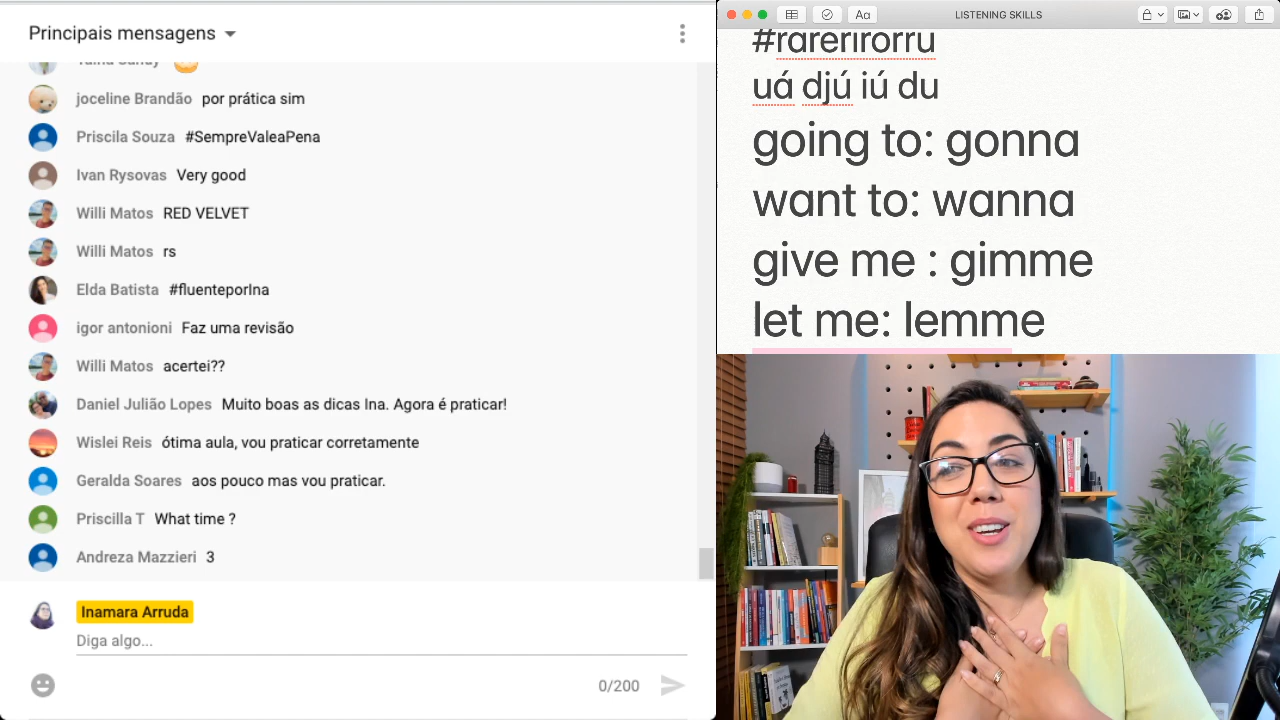 Principais mensagens
joceline Brandão por prática sim
Priscila Souza #SempreValeaPena
Ivan Rysovas Very good
Willi Matos RED VELVET
Willi Matos rs
Elda Batista #fluenteporIna
igor antonioni Faz uma revisão
Willi Matos acertei??
Daniel Julião Lopes Muito boas as dicas Ina. Agora é praticar!
Wislei Reis ótima aula, vou praticar corretamente
Geralda Soares aos pouco mas vou praticar.
Priscilla T What time ?
Andreza Mazzieri 3
Inamara Arruda
Diga algo...
0/200
Aa
LISTENING SKILLS
#rarerirorru
uá djú iú du
going to: gonna
want to: wanna
give me : gimme
let me: lemme